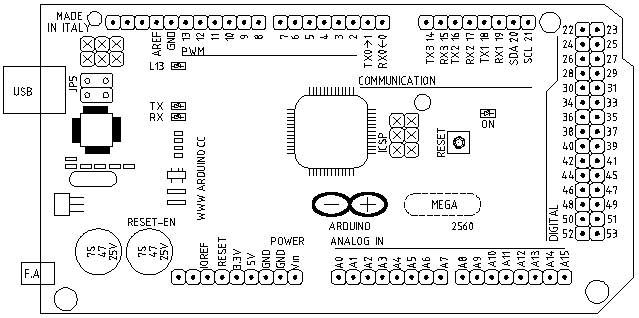 MADE
IN ITALY
AREF
GND
13
12
11
10
9
8
7
6
5
4
3
2
TX0→1
RX0←0
TX3 14
RX3 15
TX2 16
RX2 17
TX1 18
RX1 19
SDA 20
SCL 21
PWM
COMMUNICATION
L13
JP5
USB
TX
RX
WWW.ARDUINO.CC
ICSP
RESET
ON
22 23
24 25
26 27
28 29
30 31
34 33
36 35
38 37
40 39
42 41
44 45
46 47
48 49
50 51
52 53
DIGITAL
MEGA
2560
ARDUINO
ANALOG IN
RESET-EN
7S
47
25V
7S
47
25V
F.A
POWER
IOREF
RESET
3.3V
5V
GND
GND
Vin
A0
A1
A2
A3
A4
A5
A6
A7
A8
A9
A10
A11
A12
A13
A14
A15